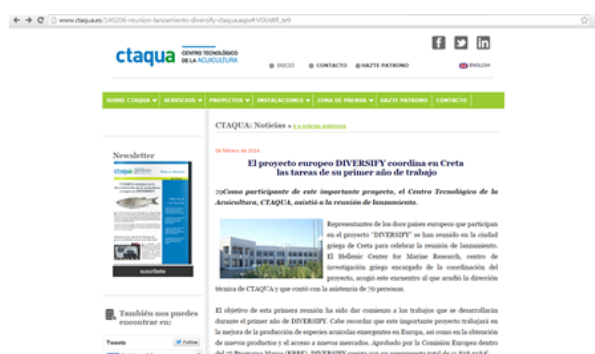 www.ctaqua.es/140206-reunion-lanzamiento-diversify-ctaqua.aspx#.VDUdtfl_te9
ctaqua CENTRO TECNOLÓGICO
DE LA ACUICULTURA
INICIO CONTACTO HAZTE PATRONO ENGLISH
SOBRE CTAQUA SERVICIOS PROYECTOS INSTALACIONES ZONA DE PRENSA HAZTE PATRONO CONTACTO
CTAQUA: Noticias » Ir a noticias anteriores
06 febrero de 2014
Newsletter
El proyecto europeo DIVERSIFY coordina en Creta
las tareas de su primer año de trabajo
Como participante de este importante proyecto, el Centro Tecnológico de la
Acuicultura, CTAQUA, asistió a la reunión de lanzamiento.
suscríbete
Representantes de los doce países europeos que participan
en el proyecto "DIVERSIFY" se han reunido en la ciudad
griega de Creta para celebrar la reunión de lanzamiento.
El Hellenic Center for Marine Research, centro de
investigación griego encargado de la coordinación del
proyecto, acogió este encuentro al que acudió la dirección
técnica de CTAQUA y que contó con la asistencia de 70 personas.
También nos puedes
encontrar en:
El objetivo de esta primera reunión ha sido dar comienzo a los trabajos que se desarrollarán
durante el primer año de DIVERSIFY. Cabe recordar que este importante proyecto trabajará en
la mejora de la producción de especies acuícolas emergentes en Europa, así como en la obtención
de nuevos productos y el acceso a nuevos mercados. Aprobado por la Comisión Europea dentro
Tweets Follow